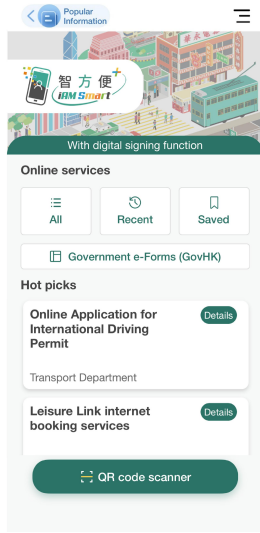 Popular
Information
智方便+
iAM Smart
With digital signing function
Online services
All
Recent
Saved
Government e-Forms (GovHK)
Hot picks
Online Application for
International Driving
Permit
Details
Transport Department
Leisure Link internet
booking services
Details
QR code scanner